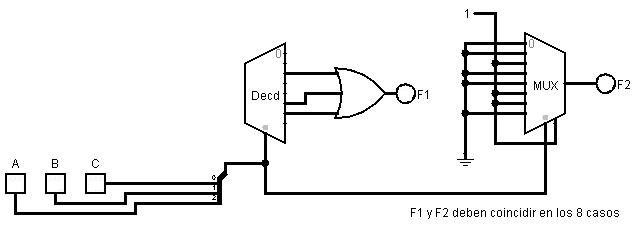 1
0
0
Decd
F1
MUX
F2
A B C
0
1
2
F1 y F2 deben coincidir en los 8 casos